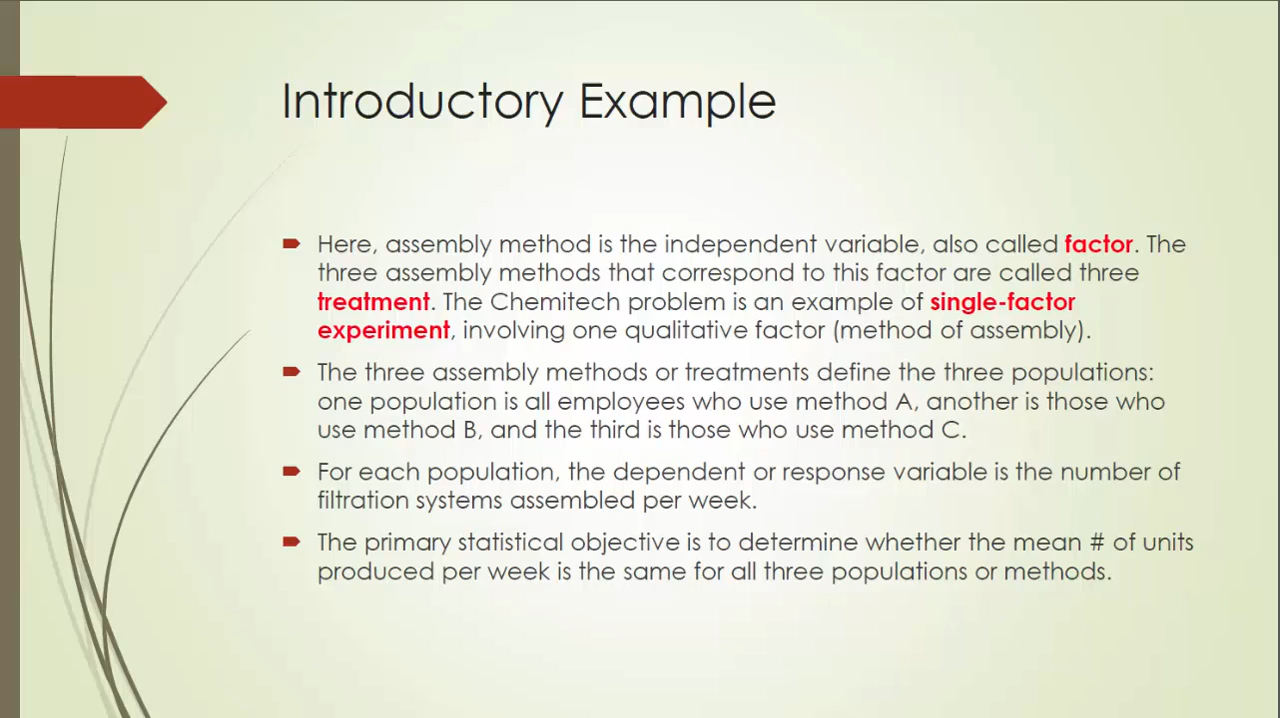 Introductory Example
Here, assembly method is the independent variable, also called factor. The
three assembly methods that correspond to this factor are called three
treatment. The Chemitech problem is an example of single-factor
experiment, involving one qualitative factor (method of assembly).
The three assembly methods or treatments define the three populations:
one population is all employees who use method A, another is those who
use method B, and the third is those who use method C.
For each population, the dependent or response variable is the number of
filtration systems assembled per week.
The primary statistical objective is to determine whether the mean # of units
produced per week is the same for all three populations or methods.